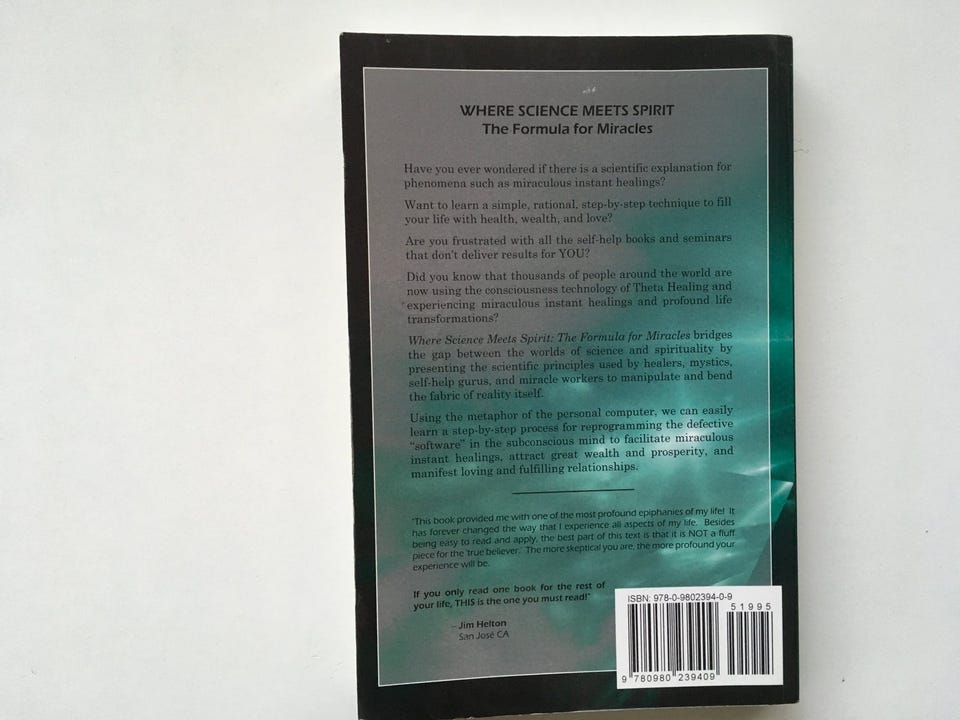 WHERE SCIENCE MEETS SPIRIT
The Formula for Miracles
Have you ever wondered if there is a scientific explanation for
phenomena such as miraculous instant healings?
Want to learn a simple, rational, step-by-step technique to fill
your life with health, wealth, and love?
Are you frustrated with all the self-help books and seminars
that don't deliver results for YOU?
Did you know that thousands of people around the world are
now using the consciousness technology of Theta Healing and
experiencing miraculous instant healings and profound life
transformations?
Where Science Meets Spirit: The Formula for Miracles bridges
the gap between the worlds of science and spirituality by
presenting the scientific principles used by healers, mystics,
self-help gurus, and miracle workers to manipulate and bend
the fabric of reality itself.
Using the metaphor of the personal computer, we can easily
learn a step-by-step process for reprogramming the defective
"software" in the subconscious mind to facilitate miraculous
instant healings, attract great wealth and prosperity, and
manifest loving and fulfilling relationships.
"This book provided me with one of the most profound epiphanies of my life! It
has forever changed the way that I experience all aspects of my life. Besides
being easy to read and apply, the best part of this text is that it is NOT a fluff
piece for the 'true believer.' The more skeptical you are, the more profound your
experience will be.
If you only read one book for the rest of
your life, THIS is the one you must read!"
– Jim Helton
San José CA
ISBN: 978-0-9802394-0-9
51995
9 780980 239409